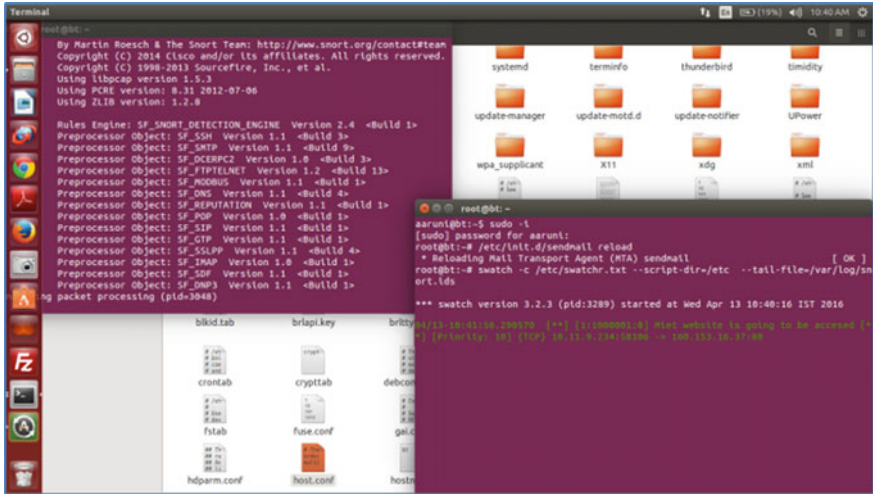 Terminal
En (19%) 10:40 AM
root@bt: ~
By Martin Roesch & The Snort Team: http://www.snort.org/contact#team
Copyright (C) 2014 Cisco and/or its affiliates. All rights reserved.
Copyright (C) 1998-2013 Sourcefire, Inc., et al.
Using libpcap version 1.5.3
Using PCRE version: 8.31 2012-07-06
Using ZLIB version: 1.2.8
Rules Engine: SF_SNORT_DETECTION_ENGINE Version 2.4 <Build 1>
Preprocessor Object: SF_SSH Version 1.1 <Build 3>
Preprocessor Object: SF_SMTP Version 1.1 <Build 9>
Preprocessor Object: SF_DCERPC2 Version 1.0 <Build 3>
Preprocessor Object: SF_FTPTELNET Version 1.2 <Build 13>
Preprocessor Object: SF_MODBUS Version 1.1 <Build 1>
Preprocessor Object: SF_DNS Version 1.1 <Build 4>
Preprocessor Object: SF_REPUTATION Version 1.1 <Build 1>
Preprocessor Object: SF_POP Version 1.0 <Build 1>
Preprocessor Object: SF_SIP Version 1.1 <Build 1>
Preprocessor Object: SF_GTP Version 1.1 <Build 1>
Preprocessor Object: SF_SSLPP Version 1.1 <Build 4>
Preprocessor Object: SF_IMAP Version 1.0 <Build 1>
Preprocessor Object: SF_SDF Version 1.1 <Build 1>
Preprocessor Object: SF_DNP3 Version 1.1 <Build 1>
ng packet processing (pid=3048)
systemd terminfo thunderbird timidity
update-manager update-motd.d update-notifier UPower
wpa_supplicant X11 xdg xml
root@bt: ~
aaruni@bt:~$ sudo -i
[sudo] password for aaruni:
root@bt:~# /etc/init.d/sendmail reload
* Reloading Mail Transport Agent (MTA) sendmail [ OK ]
root@bt:~# swatch -c /etc/swatchr.txt --script-dir=/etc --tail-file=/var/log/sn
ort.ids
*** swatch version 3.2.3 (pid:3289) started at Wed Apr 13 10:40:16 IST 2016
04/13-10:41:56.290570 [**] [1:1000001:0] Miet website is going to be accesed [*
*] [Priority: 10] {TCP} 10.11.9.234:58106 -> 160.153.16.37:80
blkid.tab brlapi.key britty
crontab crypttab debcon
fstab fuse.conf gai.c
hdparm.conf host.conf hostn